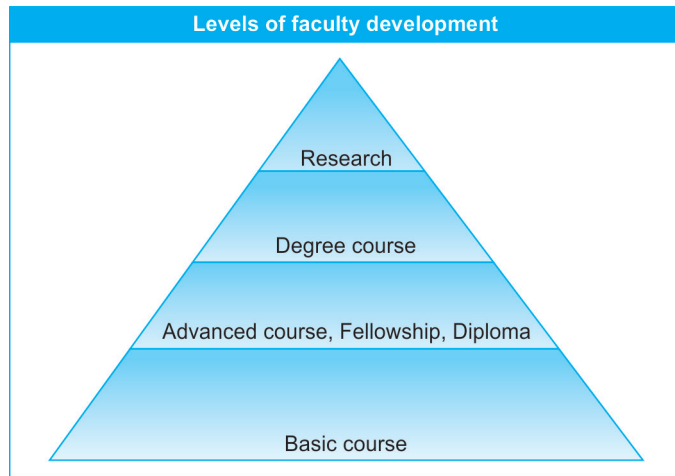 Levels of faculty development
Research
Degree course
Advanced course, Fellowship, Diploma
Basic course